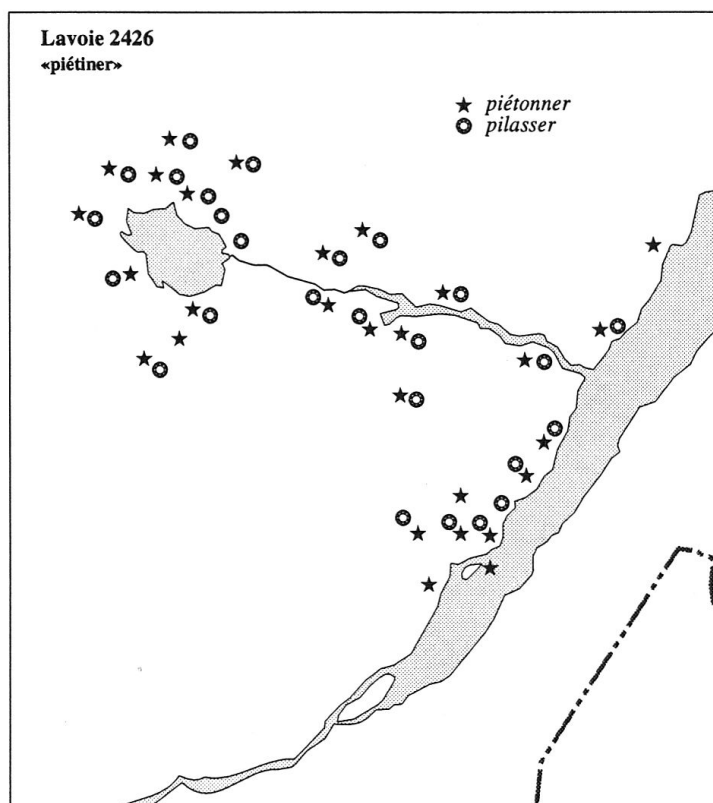 Lavoie 2426
«piétiner»
★ piétonner
❂ pilasser